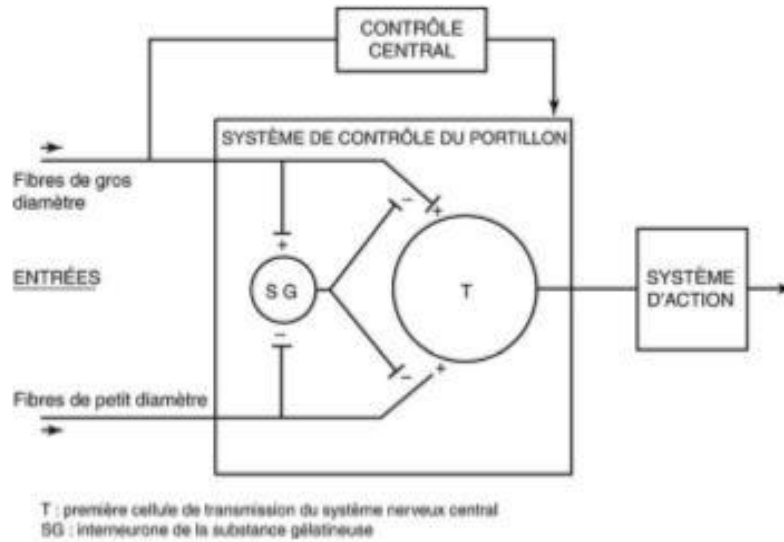 CONTRÔLE
CENTRAL
SYSTÈME DE CONTRÔLE DU PORTILLON
Fibres de gros
diamètre
+
-
+
ENTRÉES
S G
T
SYSTÈME
D'ACTION
-
-
+
Fibres de petit diamètre
T : première cellule de transmission du système nerveux central
SG : interneurone de la substance gélatineuse